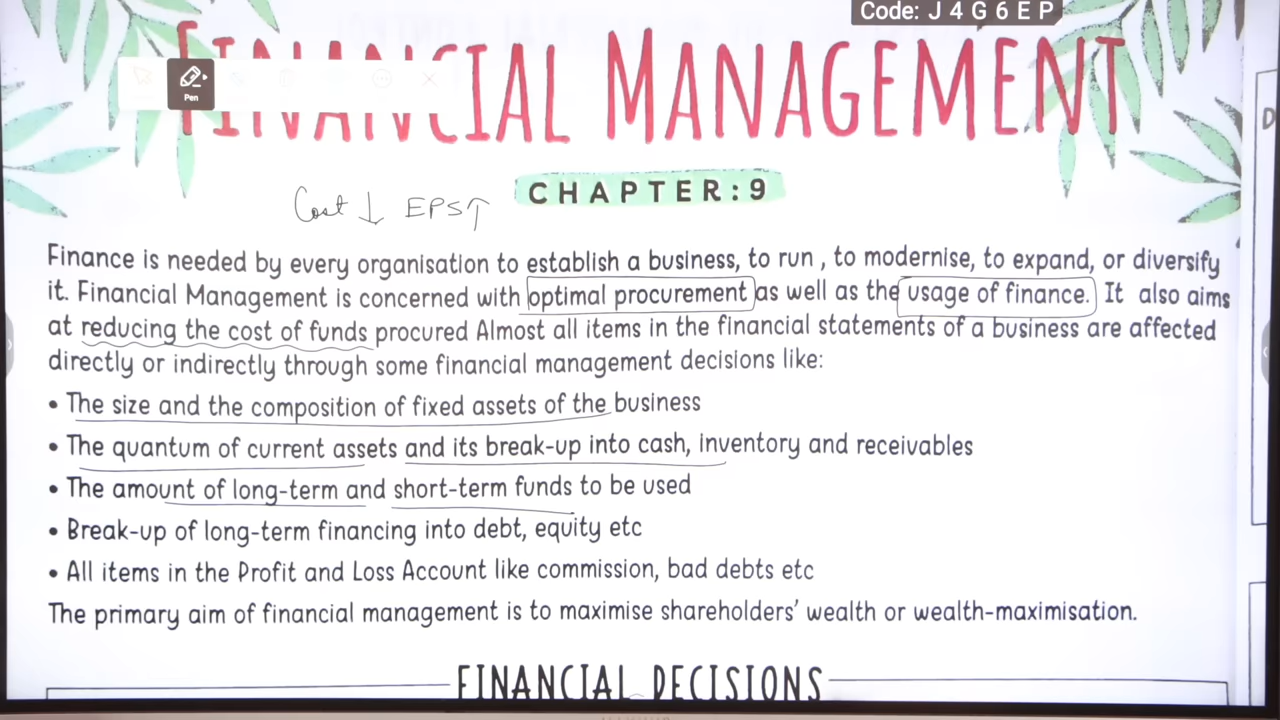 Code: J 4 G 6 E P
FINANCIAL MANAGEMENT
Pen
CHAPTER:9
Cost ↓ EPS↑
Finance is needed by every organisation to establish a business, to run , to modernise, to expand, or diversify
it. Financial Management is concerned with optimal procurement as well as the usage of finance. It also aims
at reducing the cost of funds procured Almost all items in the financial statements of a business are affected
directly or indirectly through some financial management decisions like:
• The size and the composition of fixed assets of the business
• The quantum of current assets and its break-up into cash, inventory and receivables
• The amount of long-term and short-term funds to be used
• Break-up of long-term financing into debt, equity etc
• All items in the Profit and Loss Account like commission, bad debts etc
The primary aim of financial management is to maximise shareholders' wealth or wealth-maximisation.
FINANCIAL DECISIONS
D